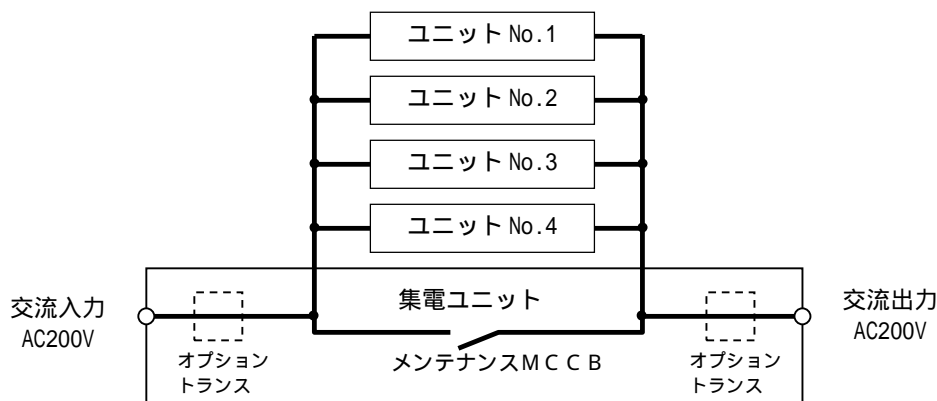 ユニット No.1
ユニット No.2
ユニット No.3
ユニット No.4
交流入力
AC200V
集電ユニット
交流出力
AC200V
オプション
トランス
メンテナンスＭＣＣＢ
オプション
トランス